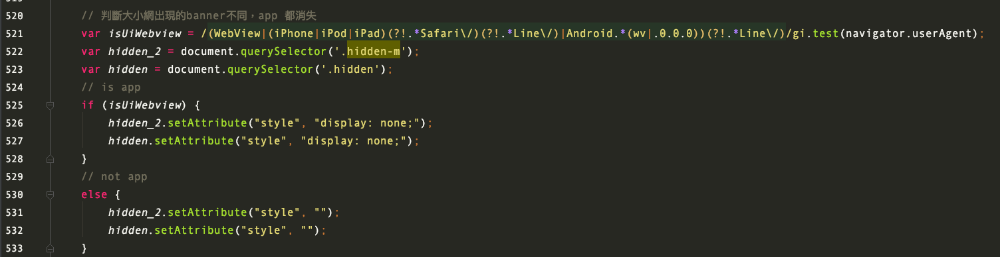 520 // 判斷大小網出現的banner不同，app 都消失
521 var isUiWebview = /(WebView|(iPhone|iPod|iPad)(?!.*Safari\/)(?!.*Line\/)|Android.*(wv|.0.0.0))(?!.*Line\/)/gi.test(navigator.userAgent);
522 var hidden_2 = document.querySelector('.hidden-m');
523 var hidden = document.querySelector('.hidden');
524 // is app
525 if (isUiWebview) {
526 hidden_2.setAttribute("style", "display: none;");
527 hidden.setAttribute("style", "display: none;");
528 }
529 // not app
530 else {
531 hidden_2.setAttribute("style", "");
532 hidden.setAttribute("style", "");
533 }